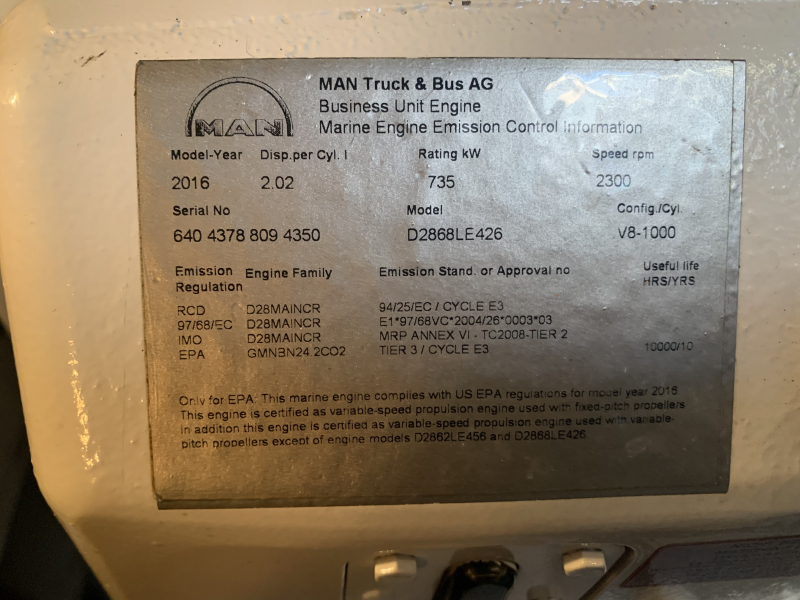 MAN
MAN Truck & Bus AG
Business Unit Engine
Marine Engine Emission Control Information
Model-Year Disp.per Cyl. l Rating kW Speed rpm
2016 2.02 735 2300
Serial No Model Config./Cyl.
640 4378 809 4350 D2868LE426 V8-1000
Emission Engine Family Emission Stand. or Approval no Useful life
Regulation HRS/YRS
RCD D28MAINCR 94/25/EC / CYCLE E3
97/68/EC D28MAINCR E1*97/68VC*2004/26*0003*03
IMO D28MAINCR MRP ANNEX VI - TC2008-TIER 2
EPA GMNBN24.2CO2 TIER 3 / CYCLE E3 10000/10
Only for EPA: This marine engine complies with US EPA regulations for model year 2016
This engine is certified as variable-speed propulsion engine used with fixed-pitch propellers
In addition this engine is certified as variable-speed propulsion engine used with variable-
pitch propellers except of engine models D2862LE456 and D2868LE426